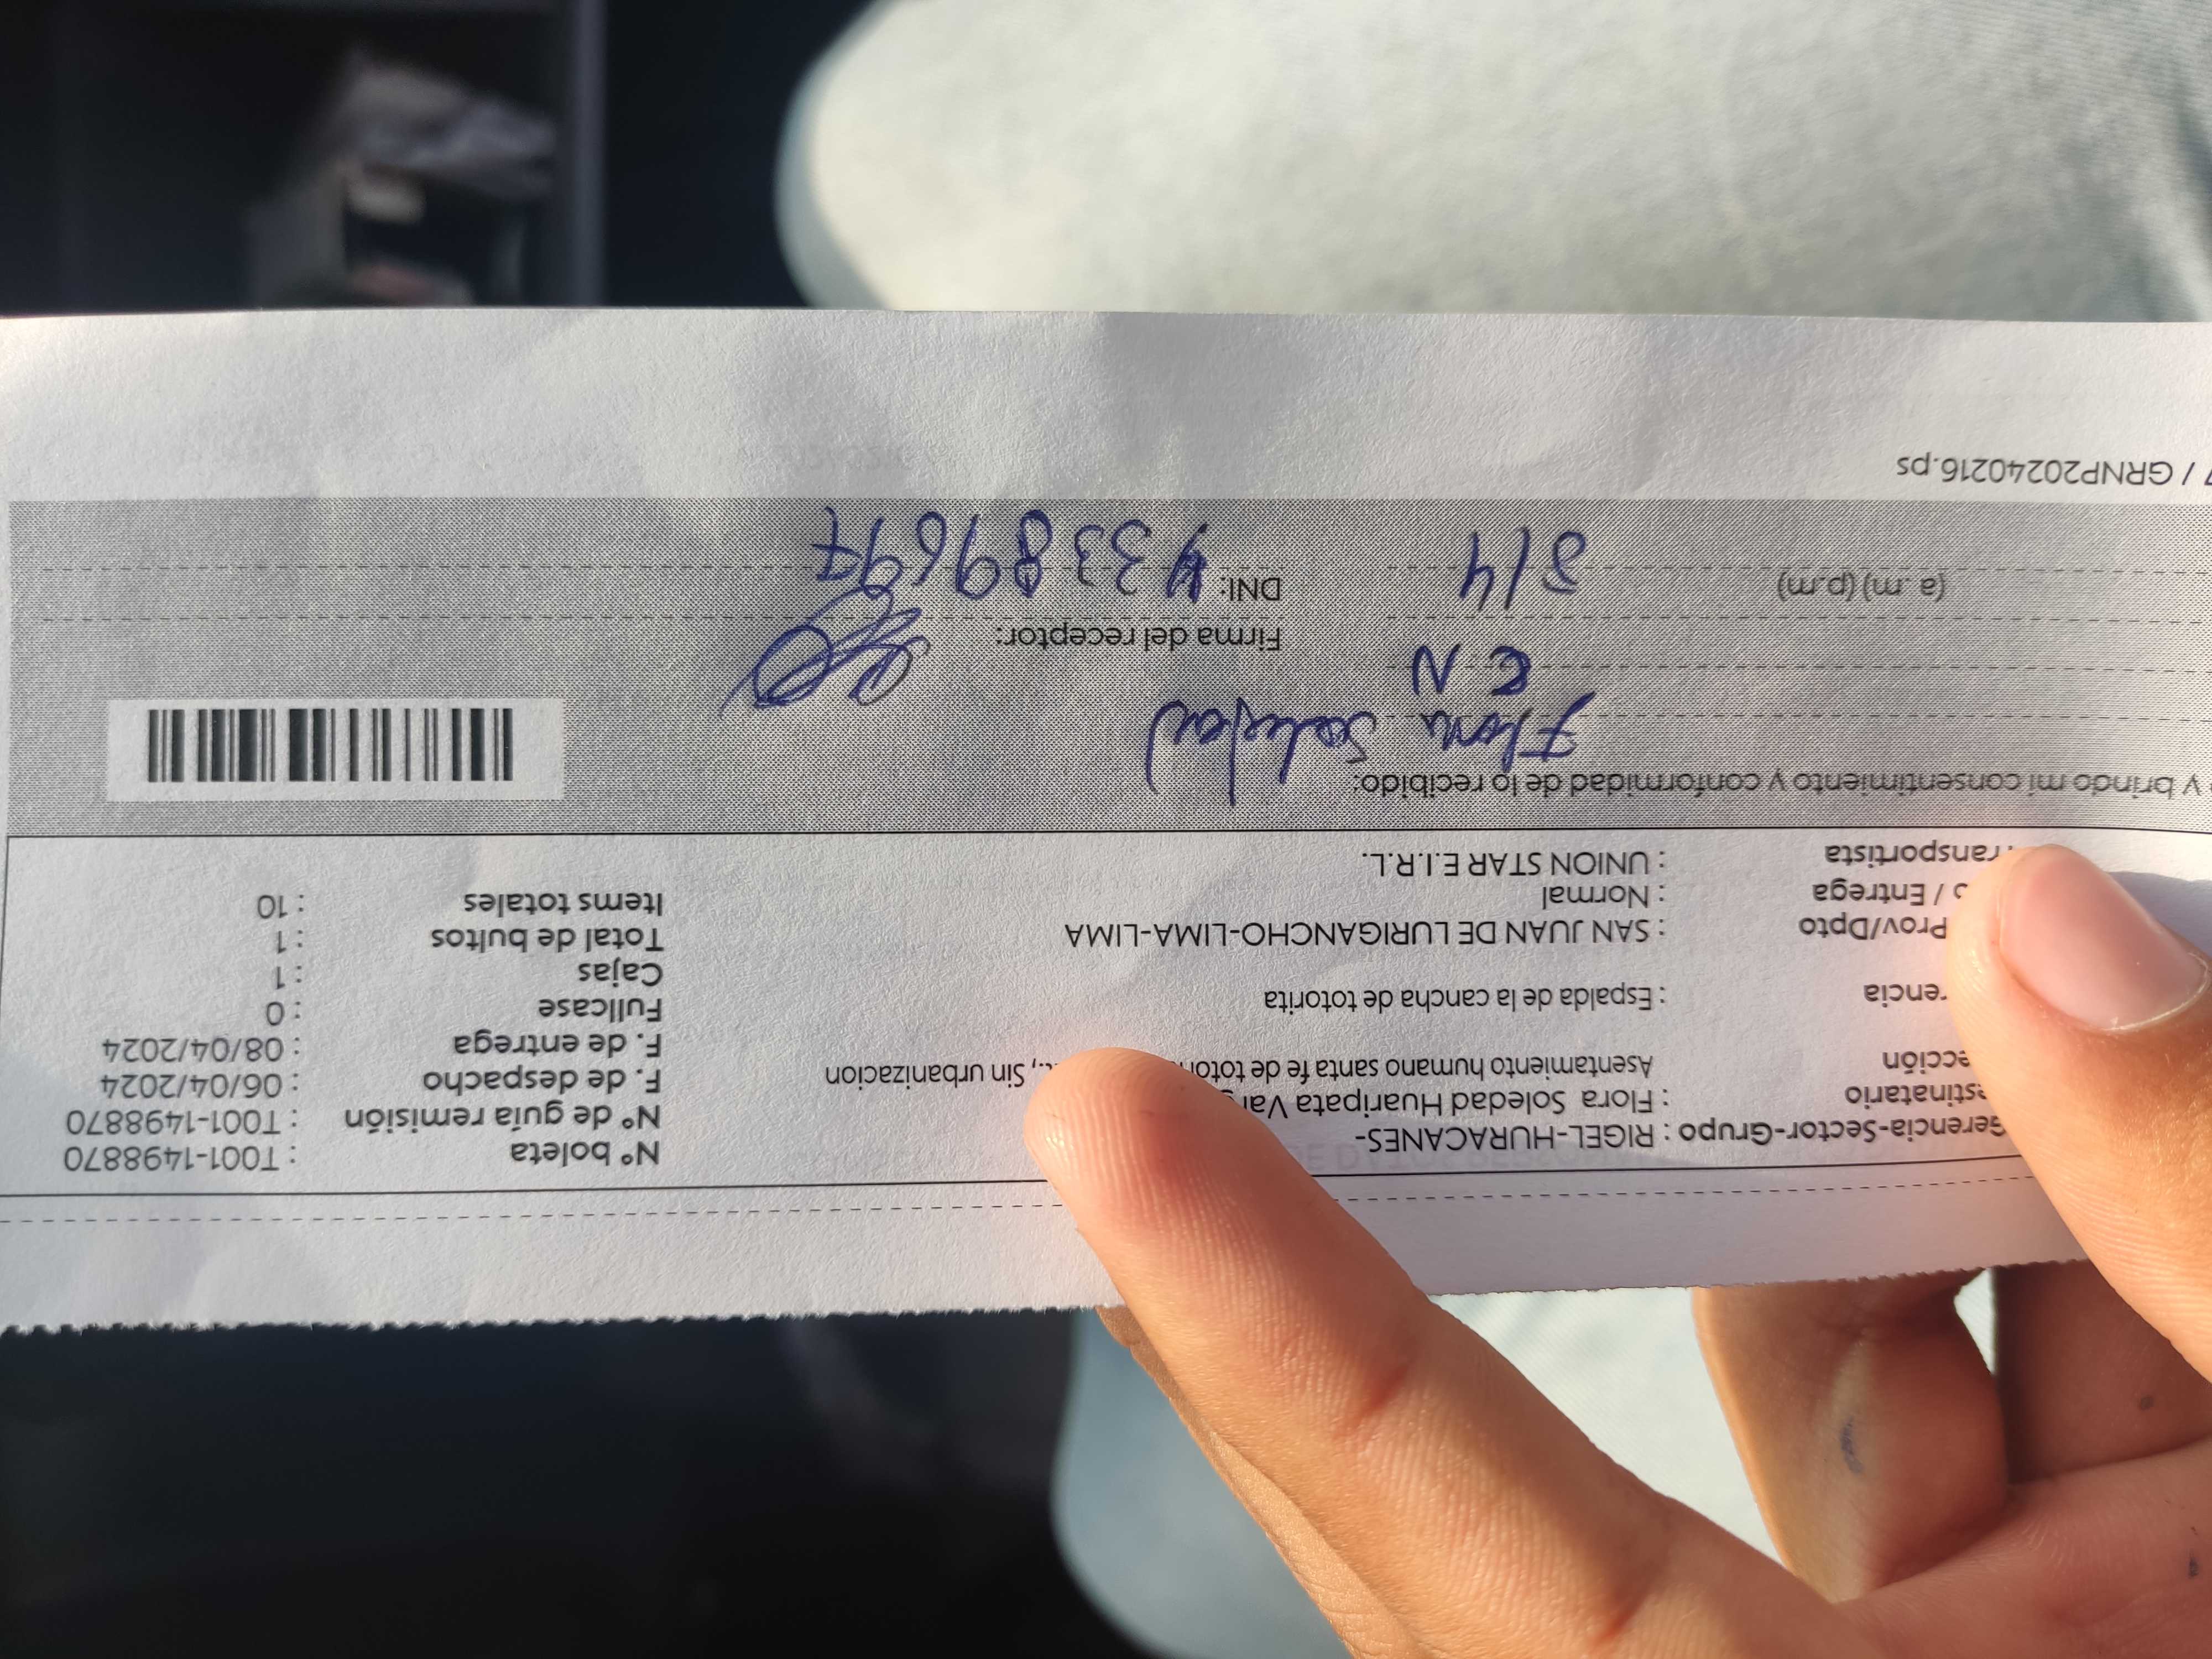 Gerencia-Sector-Grupo : RIGEL-HURACANES-
: Flora Soledad Huaripata
Asentamiento humano santa fe de Sin urbanizacion
: Espalda de la cancha de totorita
Prov/Dpto : SAN JUAN DE LURIGANCHO-LIMA-LIMA
/ Entrega : Normal
Transportista : UNION STAR E.I.R.L.
N° boleta : T001-1498870
N° de guía remisión : T001-1498870
F. de despacho : 06/04/2024
F. de entrega : 08/04/2024
Fullcase : 0
Cajas : 1
Total de bultos : 1
Items totales : 10
y brindo mi consentimiento y conformidad de lo recibido:
Flora Soledad
Firma del receptor:
(a .m) (p.m) 8/4
DNI:
/ GRNP20240216.ps